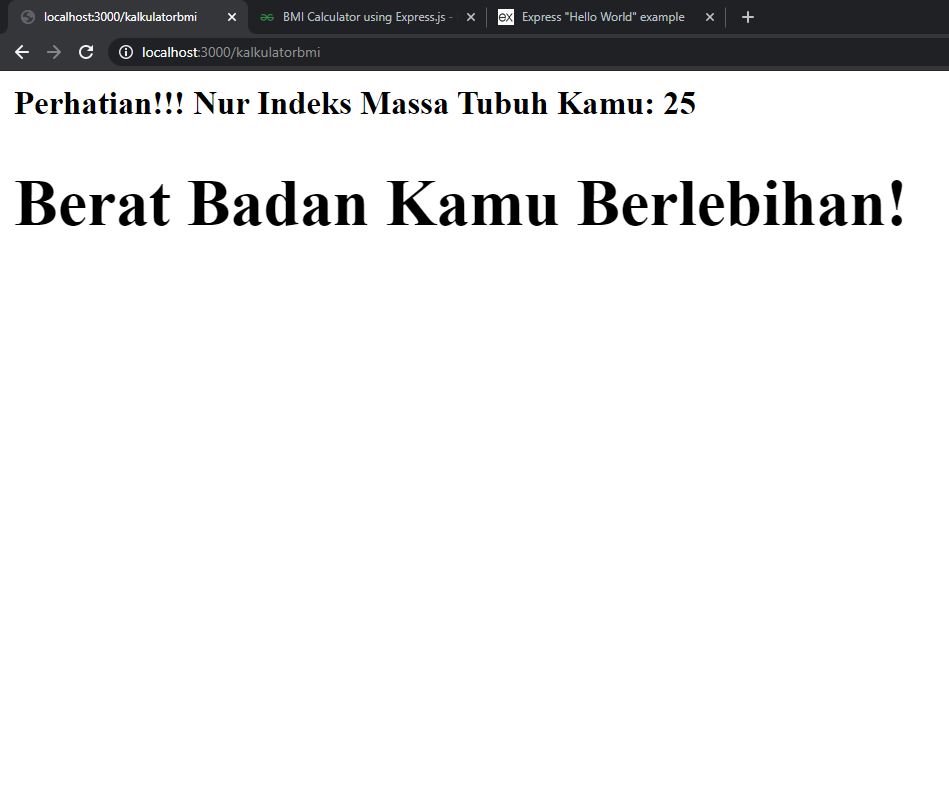 localhost:3000/kalkulatorbmi
BMI Calculator using Express.js -
Express "Hello World" example
localhost:3000/kalkulatorbmi
Perhatian!!! Nur Indeks Massa Tubuh Kamu: 25
Berat Badan Kamu Berlebihan!